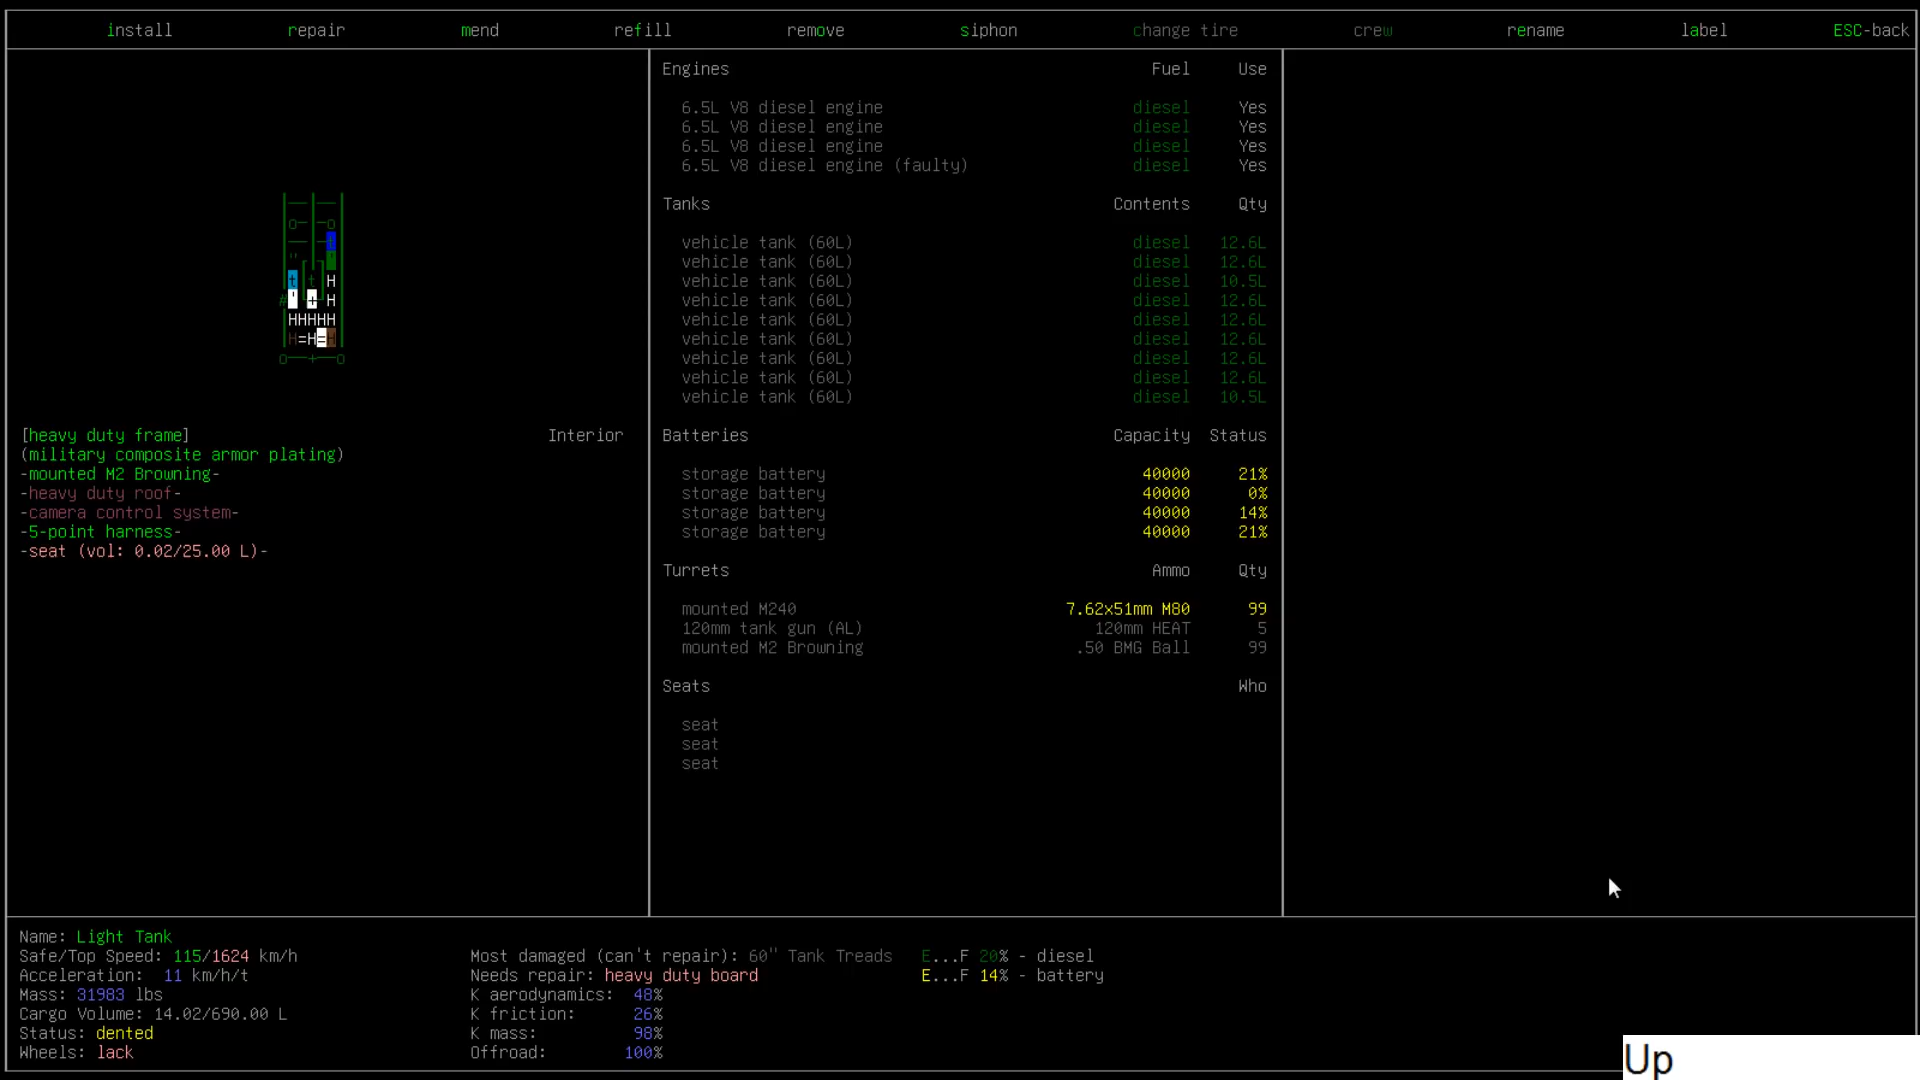 install repair mend refill remove siphon change tire crew rename label ESC-back
Engines Fuel Use
6.5L V8 diesel engine diesel Yes
6.5L V8 diesel engine diesel Yes
6.5L V8 diesel engine diesel Yes
6.5L V8 diesel engine (faulty) diesel Yes
Tanks Contents Qty
vehicle tank (60L) diesel 12.6L
vehicle tank (60L) diesel 12.6L
vehicle tank (60L) diesel 10.5L
vehicle tank (60L) diesel 12.6L
vehicle tank (60L) diesel 12.6L
vehicle tank (60L) diesel 12.6L
vehicle tank (60L) diesel 12.6L
vehicle tank (60L) diesel 12.6L
vehicle tank (60L) diesel 10.5L
[heavy duty frame] Interior
(military composite armor plating)
-mounted M2 Browning-
-heavy duty roof-
-camera control system-
-5-point harness-
-seat (vol: 0.02/25.00 L)-
Batteries Capacity Status
storage battery 40000 21%
storage battery 40000 0%
storage battery 40000 14%
storage battery 40000 21%
Turrets Ammo Qty
mounted M240 7.62x51mm M80 99
120mm tank gun (AL) 120mm HEAT 5
mounted M2 Browning .50 BMG Ball 99
Seats Who
seat
seat
seat
Name: Light Tank
Safe/Top Speed: 115/1624 km/h
Acceleration: 11 km/h/t
Mass: 31983 lbs
Cargo Volume: 14.02/690.00 L
Status: dented
Wheels: lack
Most damaged (can't repair): 60" Tank Treads
Needs repair: heavy duty board
K aerodynamics: 48%
K friction: 26%
K mass: 98%
Offroad: 100%
E...F 20% - diesel
E...F 14% - battery
Up